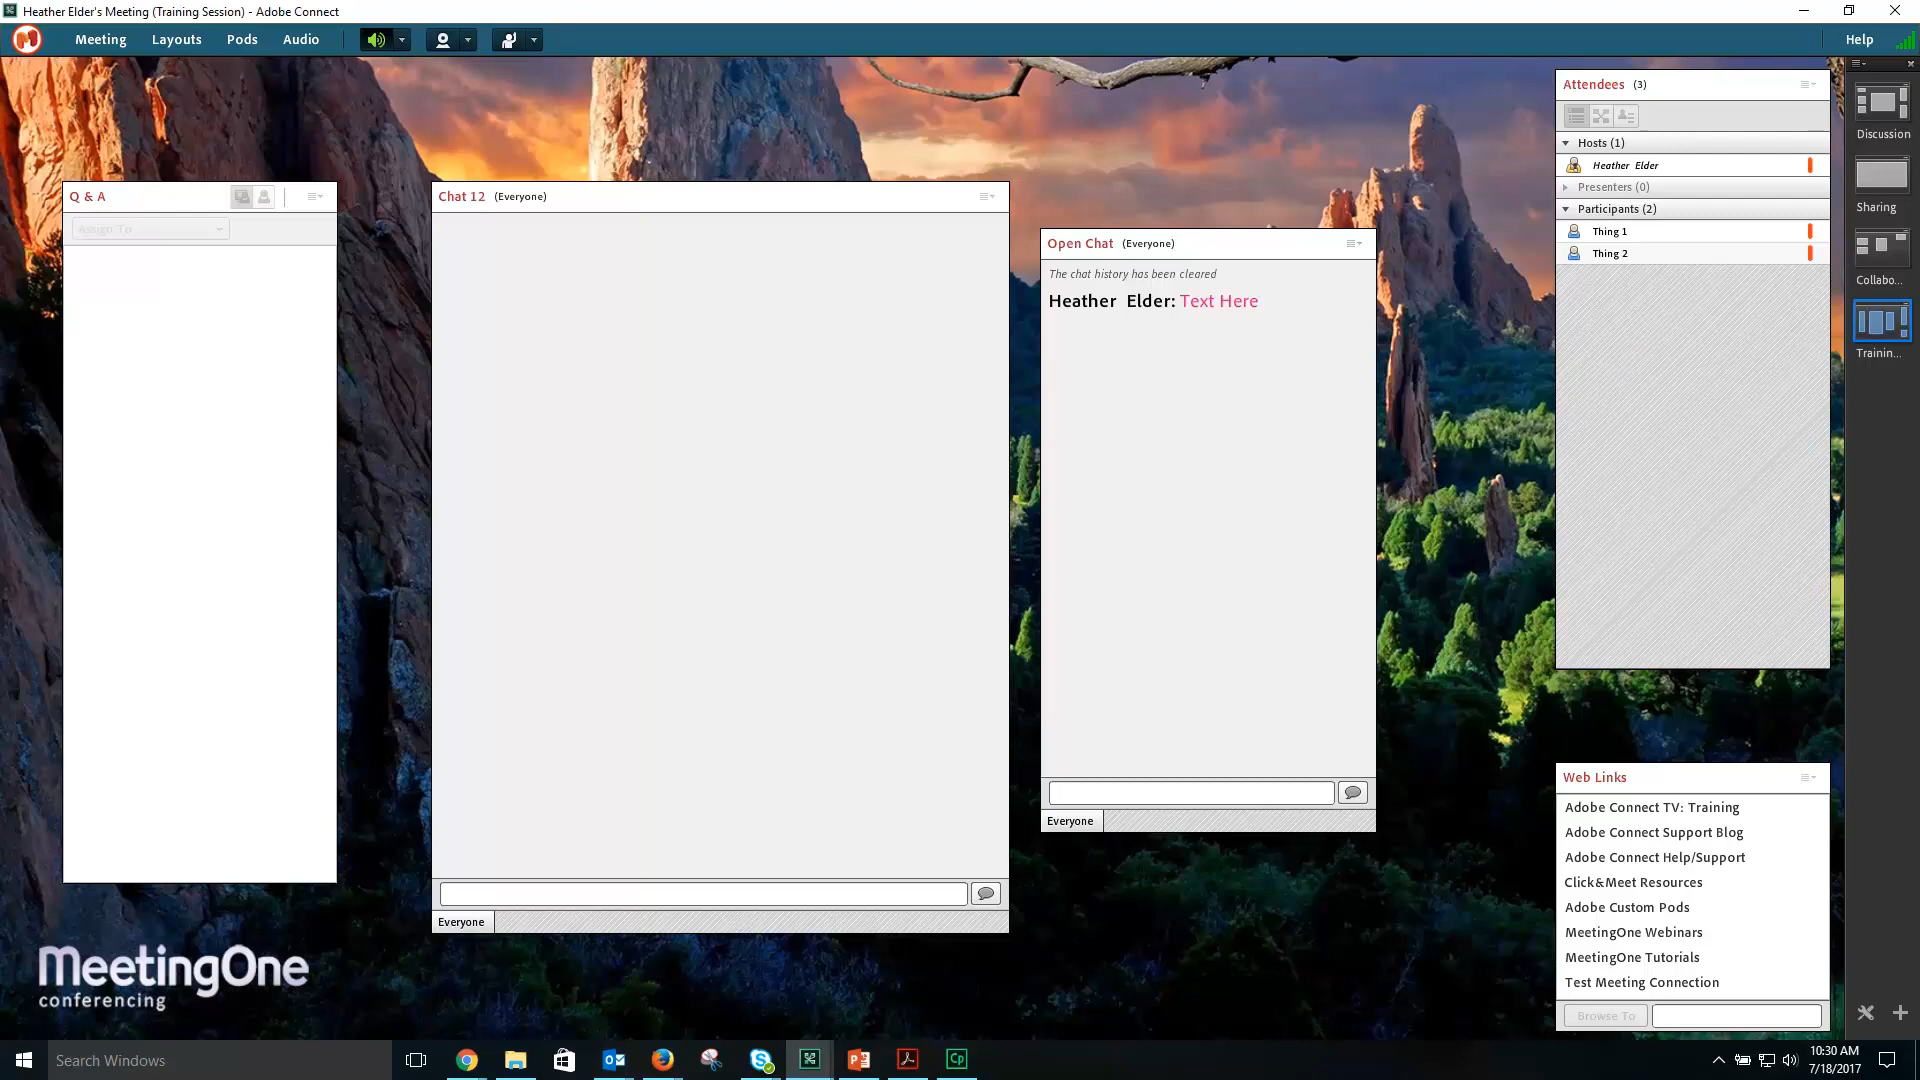 Heather Elder's Meeting (Training Session) - Adobe Connect
Meeting Layouts Pods Audio Help
Q & A
Assign To
Chat 12 (Everyone)
Everyone
Open Chat (Everyone)
The chat history has been cleared
Heather Elder: Text Here
Everyone
Attendees (3)
Hosts (1)
Heather Elder
Presenters (0)
Participants (2)
Thing 1
Thing 2
Discussion
Sharing
Collabo...
Trainin...
Web Links
Adobe Connect TV: Training
Adobe Connect Support Blog
Adobe Connect Help/Support
Click&Meet Resources
Adobe Custom Pods
MeetingOne Webinars
MeetingOne Tutorials
Test Meeting Connection
Browse To
MeetingOne
conferencing
Search Windows
Cp
10:30 AM
7/18/2017